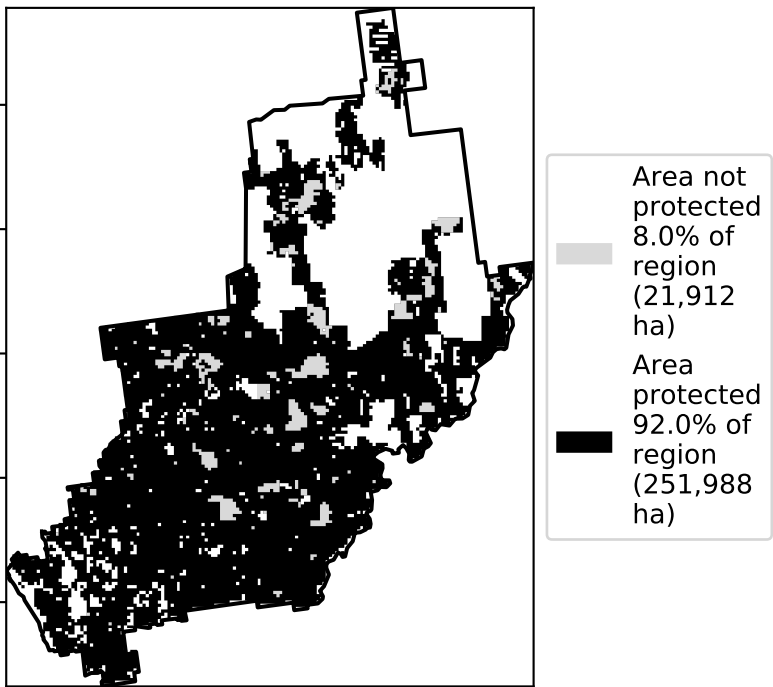 Area not
protected
8.0% of
region
(21,912
ha)
Area
protected
92.0% of
region
(251,988
ha)